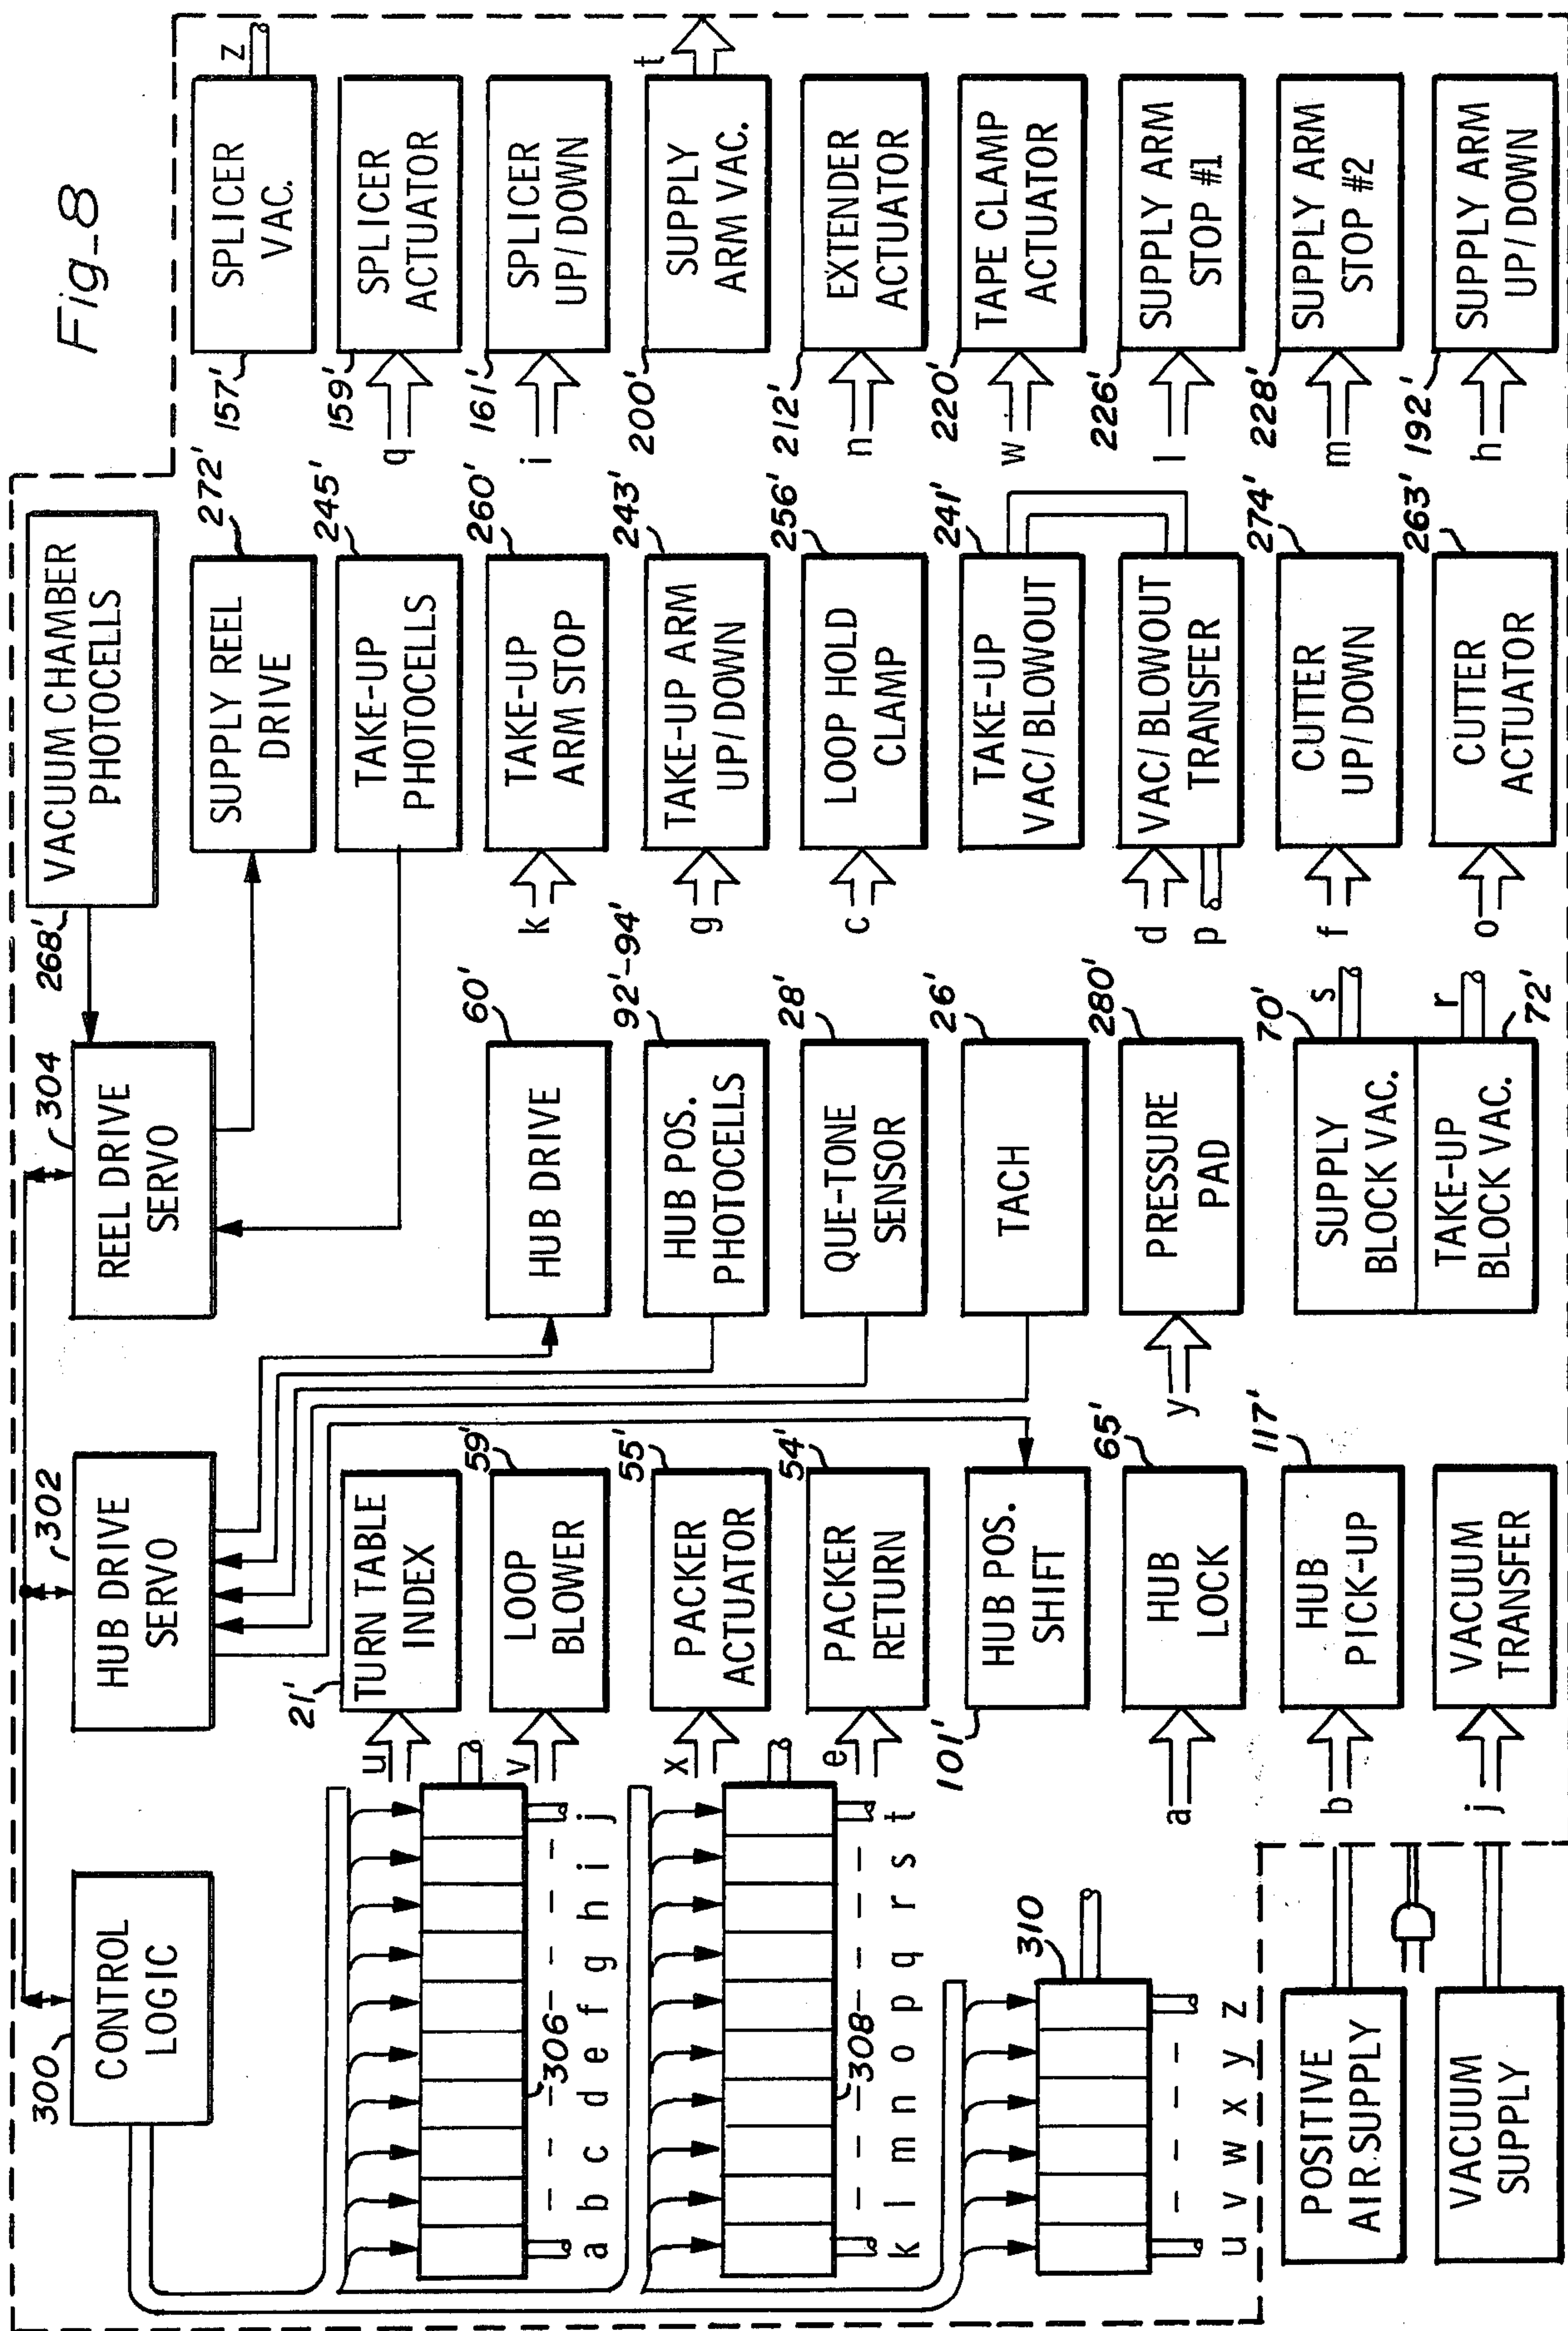 Fig_8
300
CONTROL
LOGIC
302
HUB DRIVE
SERVO
304
REEL DRIVE
SERVO
268'
VACUUM CHAMBER
PHOTOCELLS
306
a b c d e f g h i j
308
k l m n o p q r s t
310
u v w x y z
POSITIVE
AIR SUPPLY
VACUUM
SUPPLY
u
21'
TURN TABLE
INDEX
v
59'
LOOP
BLOWER
x
55'
PACKER
ACTUATOR
e
54'
PACKER
RETURN
101'
HUB POS.
SHIFT
a
65'
HUB
LOCK
b
117'
HUB
PICK-UP
j
VACUUM
TRANSFER
60'
HUB DRIVE
92'-94'
HUB POS.
PHOTOCELLS
28'
QUE-TONE
SENSOR
26'
TACH
y
280'
PRESSURE
PAD
70'
SUPPLY
BLOCK VAC.
s
TAKE-UP
BLOCK VAC.
r
72'
272'
SUPPLY REEL
DRIVE
245'
TAKE-UP
PHOTOCELLS
k
260'
TAKE-UP
ARM STOP
g
243'
TAKE-UP ARM
UP/DOWN
c
256'
LOOP HOLD
CLAMP
241'
TAKE-UP
VAC/BLOWOUT
d
p
VAC/BLOWOUT
TRANSFER
f
274'
CUTTER
UP/DOWN
o
263'
CUTTER
ACTUATOR
157'
SPLICER
VAC.
z
q
159'
SPLICER
ACTUATOR
i
161'
SPLICER
UP/DOWN
200'
SUPPLY
ARM VAC.
t
n
212'
EXTENDER
ACTUATOR
w
220'
TAPE CLAMP
ACTUATOR
l
226'
SUPPLY ARM
STOP #1
m
228'
SUPPLY ARM
STOP #2
h
192'
SUPPLY ARM
UP/DOWN